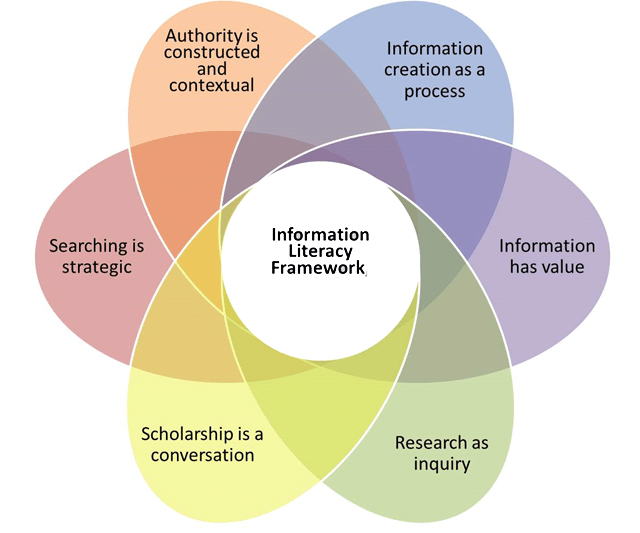 Authority is
constructed
and
contextual
Information
creation as a
process
Information
has value
Research as
inquiry
Scholarship is a
conversation
Searching is
strategic
Information
Literacy
Framework